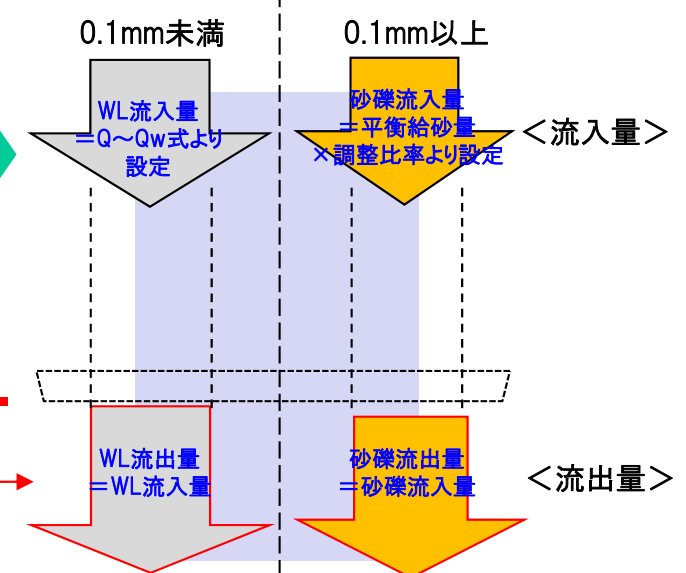 0.1mm未満
0.1mm以上
WL流入量
＝Q～Qw式より
設定
砂礫流入量
＝平衡給砂量
×調整比率より設定
＜流入量＞
WL流出量
＝WL流入量
砂礫流出量
＝砂礫流入量
＜流出量＞